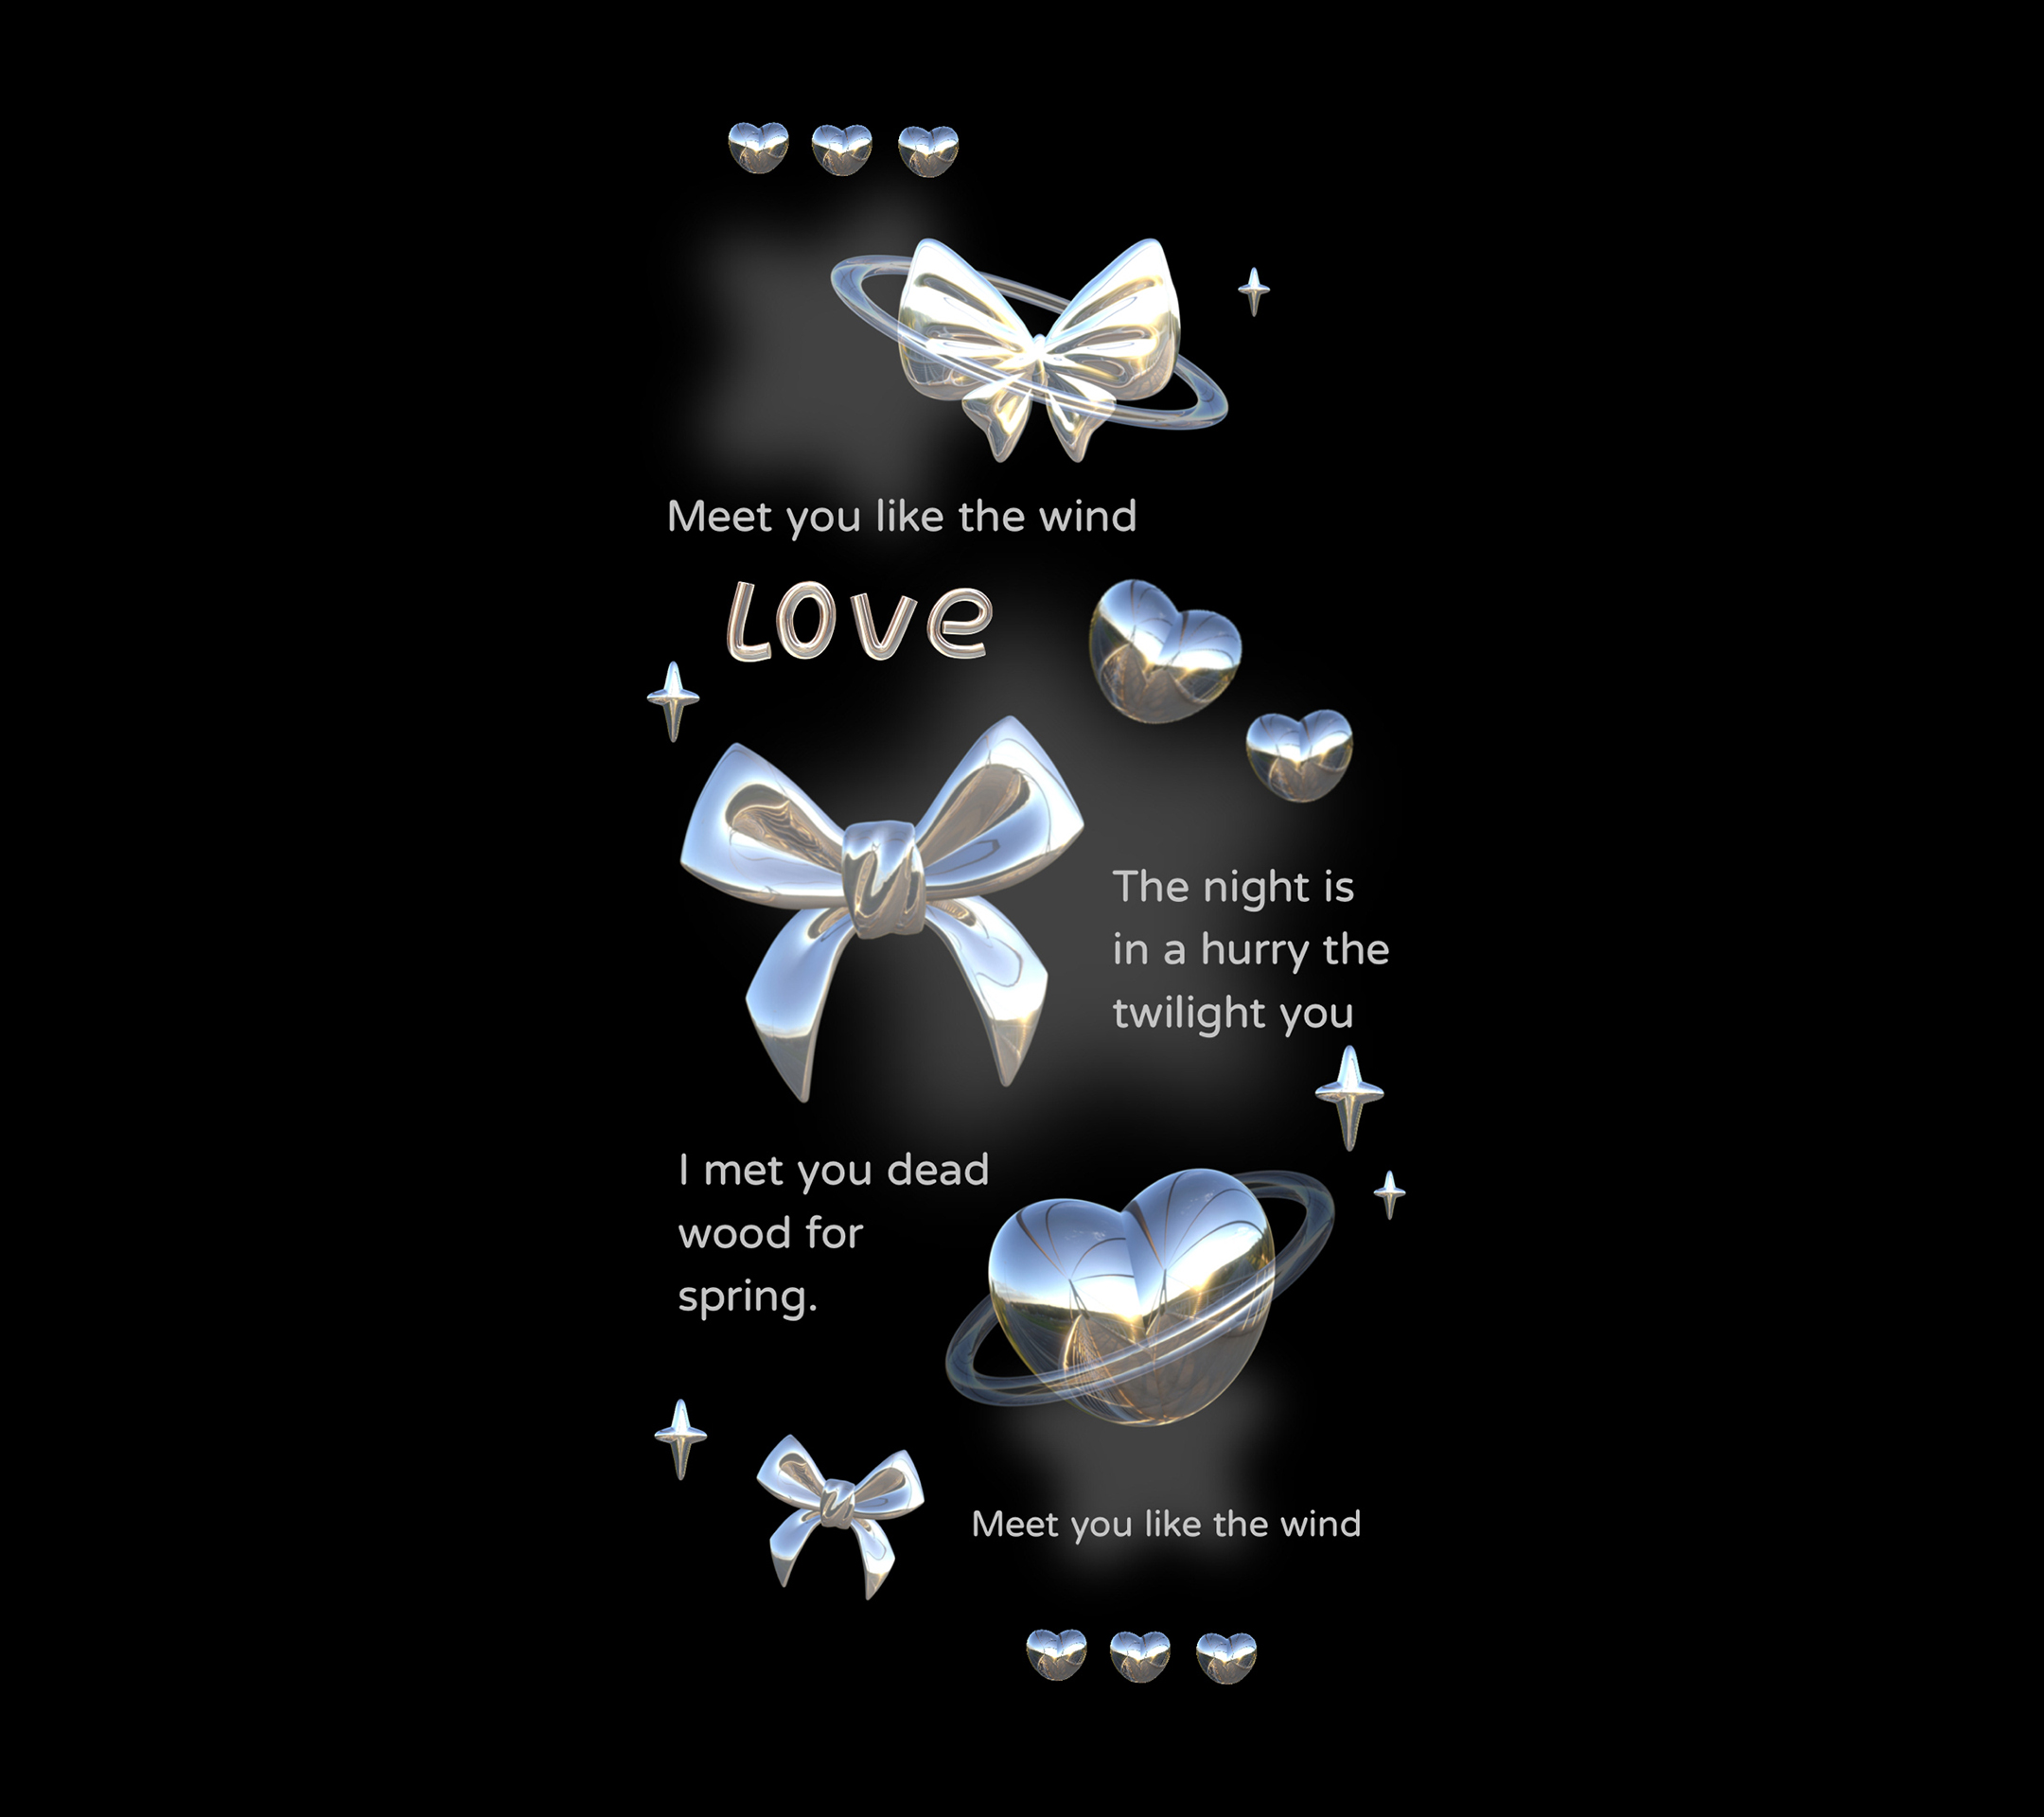 Meet you like the wind
LOVe
The night is
in a hurry the
twilight you
I met you dead
wood for
spring.
Meet you like the wind